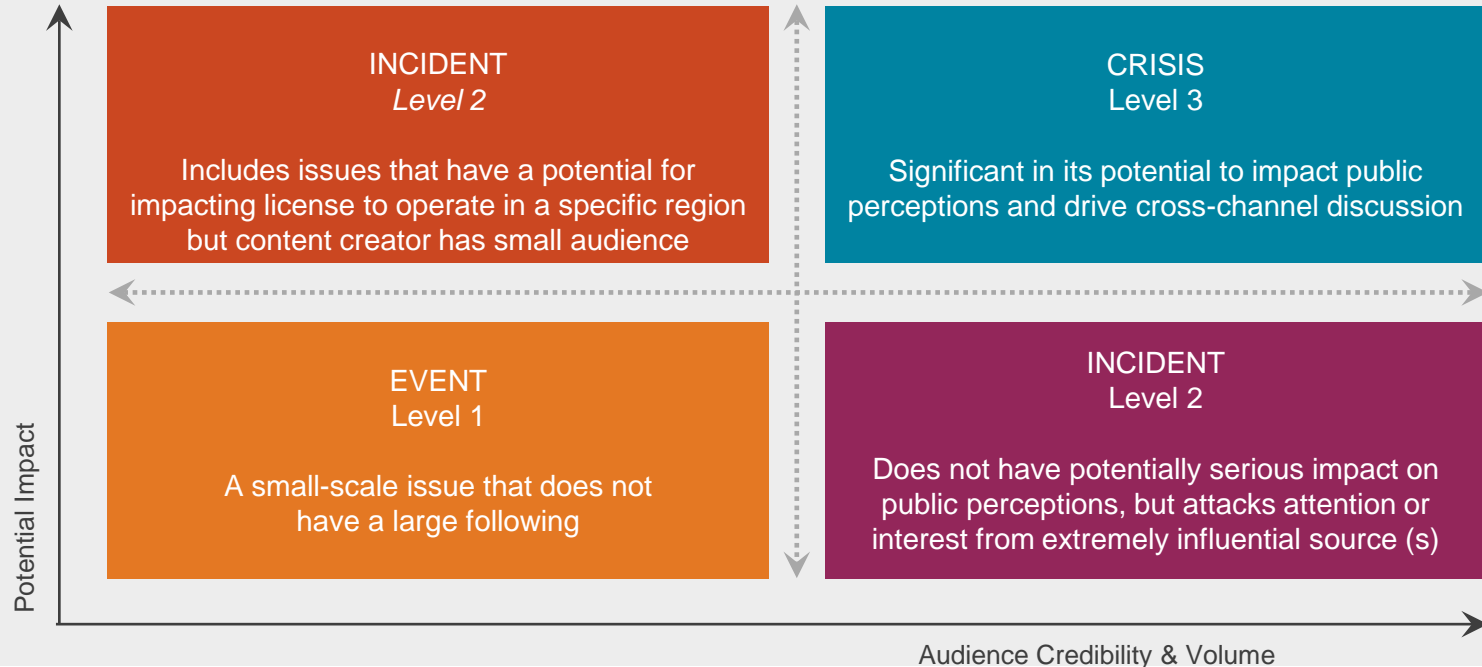 INCIDENT
Level 2
Includes issues that have a potential for
impacting license to operate in a specific region
but content creator has small audience
CRISIS
Level 3
Significant in its potential to impact public
perceptions and drive cross-channel discussion
EVENT
Level 1
A small-scale issue that does not
have a large following
INCIDENT
Level 2
Does not have potentially serious impact on
public perceptions, but attacks attention or
interest from extremely influential source (s)
Potential Impact
Audience Credibility & Volume